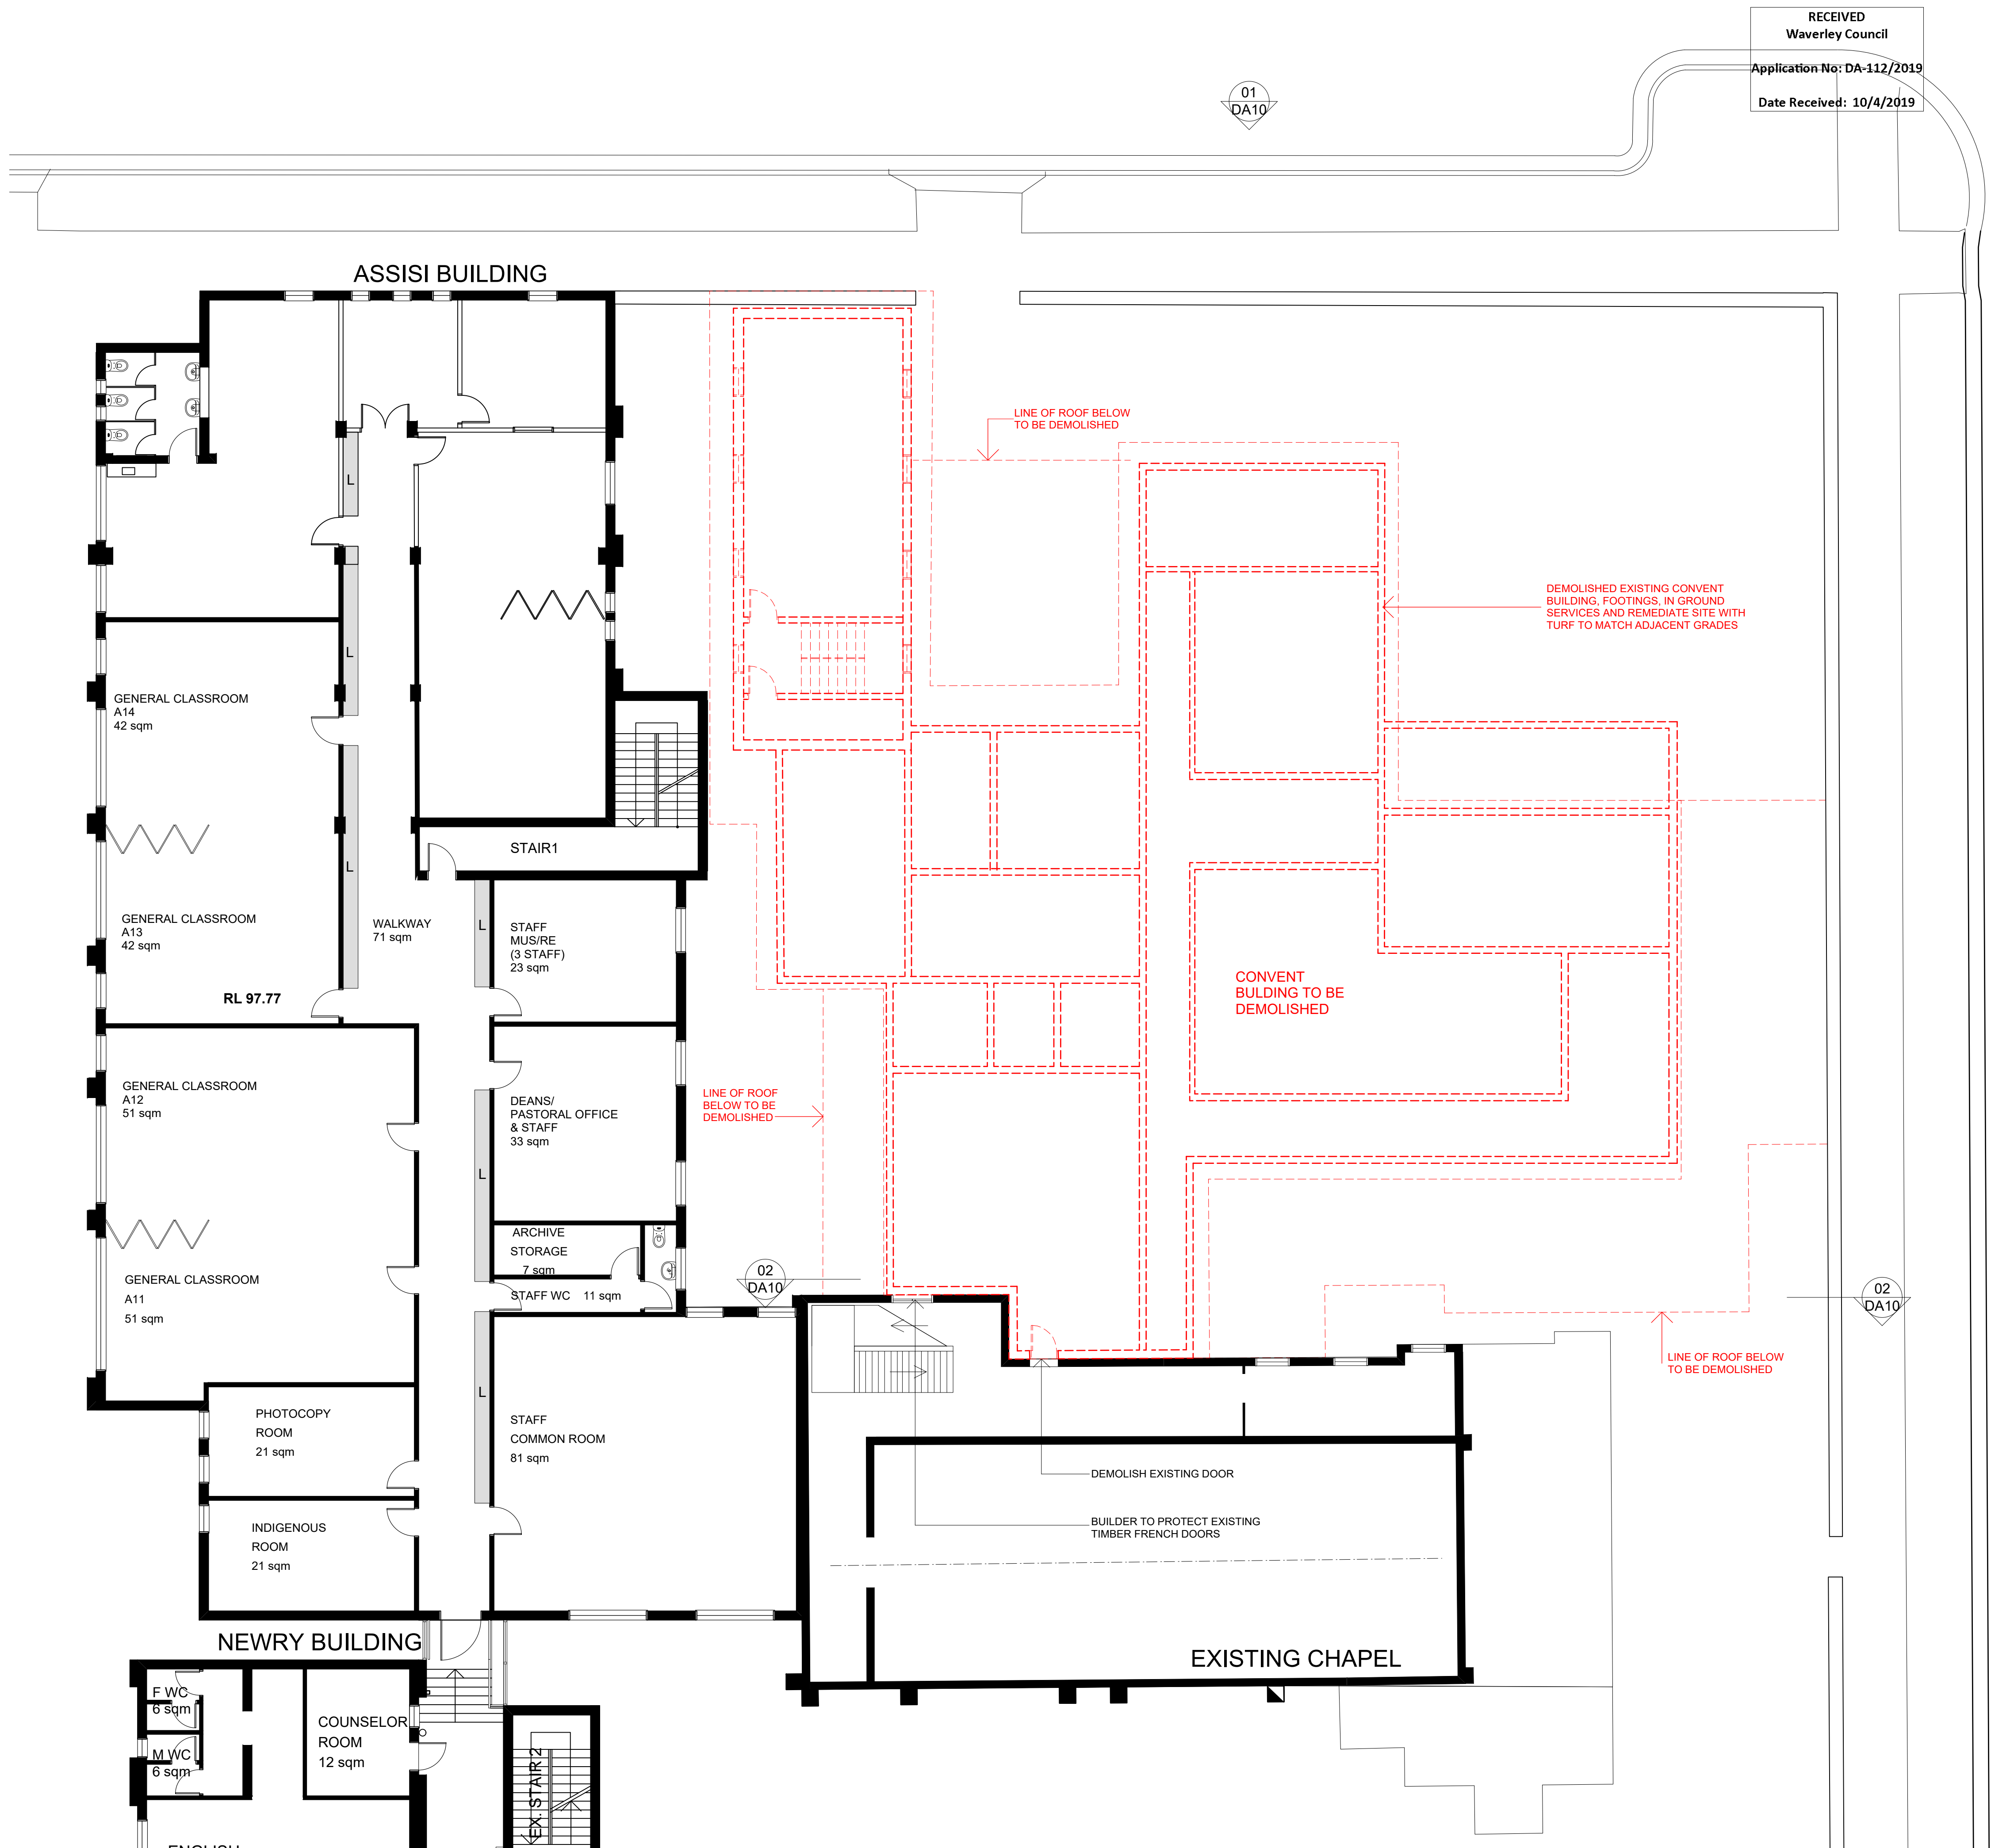 RECEIVED
Waverley Council
Application No: DA-112/2019
Date Received: 10/4/2019
01
DA10
ASSISI BUILDING
LINE OF ROOF BELOW
TO BE DEMOLISHED
L
DEMOLISHED EXISTING CONVENT
BUILDING, FOOTINGS, IN GROUND
SERVICES AND REMEDIATE SITE WITH
TURF TO MATCH ADJACENT GRADES
L
GENERAL CLASSROOM
A14
42 sqm
STAIR1
L
GENERAL CLASSROOM
A13
42 sqm
WALKWAY
71 sqm
L
STAFF
MUS/RE
(3 STAFF)
23 sqm
RL 97.77
CONVENT
BULDING TO BE
DEMOLISHED
GENERAL CLASSROOM
A12
51 sqm
DEANS/
PASTORAL OFFICE
& STAFF
33 sqm
LINE OF ROOF
BELOW TO BE
DEMOLISHED
L
ARCHIVE
STORAGE
7 sqm
STAFF WC 11 sqm
02
DA10
02
DA10
GENERAL CLASSROOM
A11
51 sqm
LINE OF ROOF BELOW
TO BE DEMOLISHED
L
PHOTOCOPY
ROOM
21 sqm
STAFF
COMMON ROOM
81 sqm
DEMOLISH EXISTING DOOR
BUILDER TO PROTECT EXISTING
TIMBER FRENCH DOORS
INDIGENOUS
ROOM
21 sqm
NEWRY BUILDING
EXISTING CHAPEL
F WC
6 sqm
COUNSELOR
ROOM
12 sqm
M WC
6 sqm
EX. STAIR 2
ENGLISH